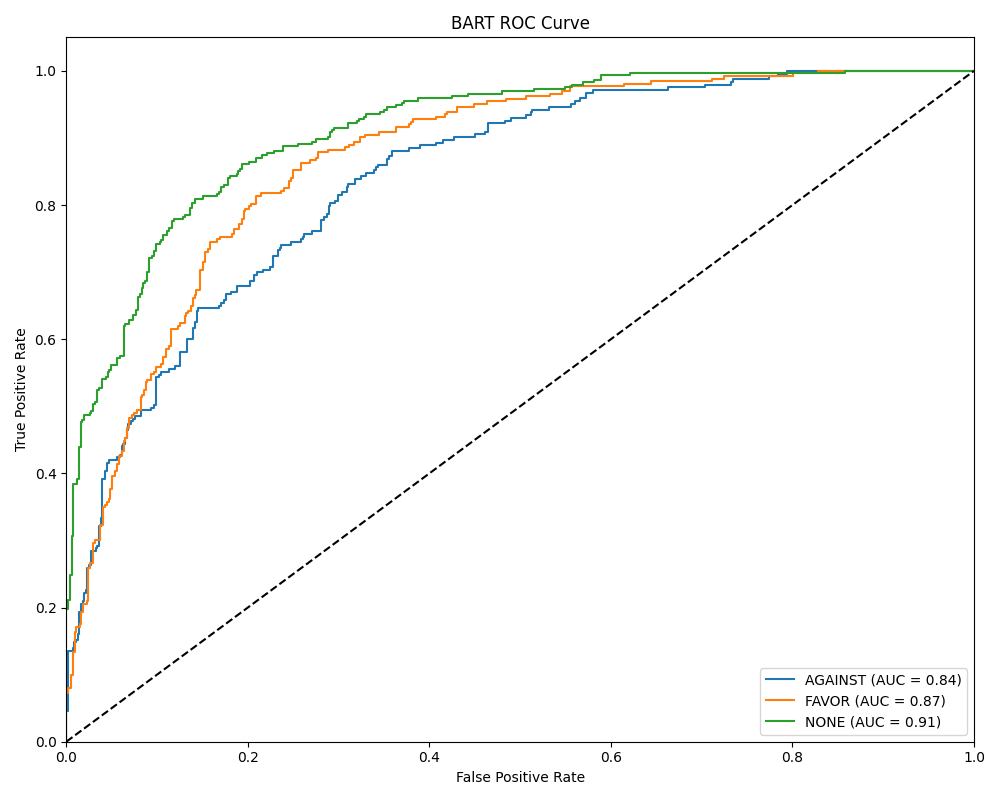 BART ROC Curve
1.0
0.8
0.6
0.4
0.2
0.0
True Positive Rate
0.0 0.2 0.4 0.6 0.8 1.0
False Positive Rate
AGAINST (AUC = 0.84)
FAVOR (AUC = 0.87)
NONE (AUC = 0.91)